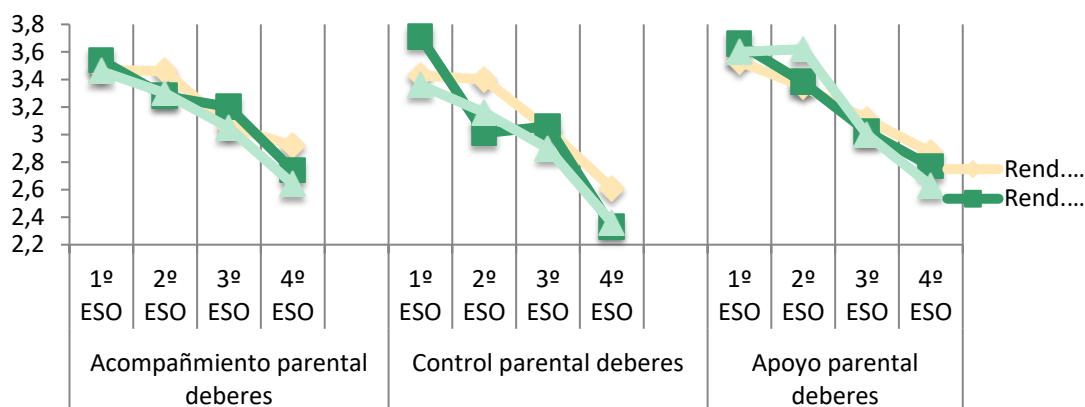 3,8
3,6
3,4
3,2
3
2,8
2,6
2,4
2,2
1º ESO
2º ESO
3º ESO
4º ESO
1º ESO
2º ESO
3º ESO
4º ESO
1º ESO
2º ESO
3º ESO
4º ESO
Acompañmiento parental
deberes
Control parental deberes
Apoyo parental
deberes
Rend....
Rend....